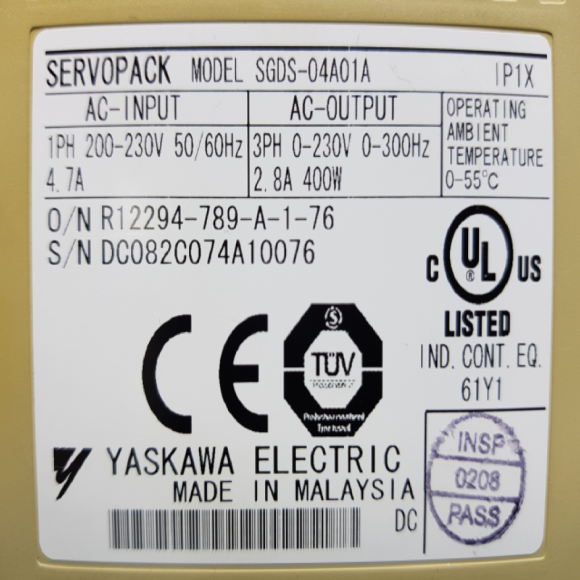 SERVOPACK MODEL SGDS-04A01A IP1X
AC-INPUT AC-OUTPUT
1PH 200-230V 50/60Hz 3PH 0-230V 0-300Hz
4.7A 2.8A 400W
OPERATING
AMBIENT
TEMPERATURE
0-55℃
O/N R12294-789-A-1-76
S/N DC082C074A10076
C UL ® US
LISTED
IND. CONT. EQ.
61Y1
CE
S
TÜV
Type tested
YASKAWA ELECTRIC
MADE IN MALAYSIA
DC
INSP
0208
PASS